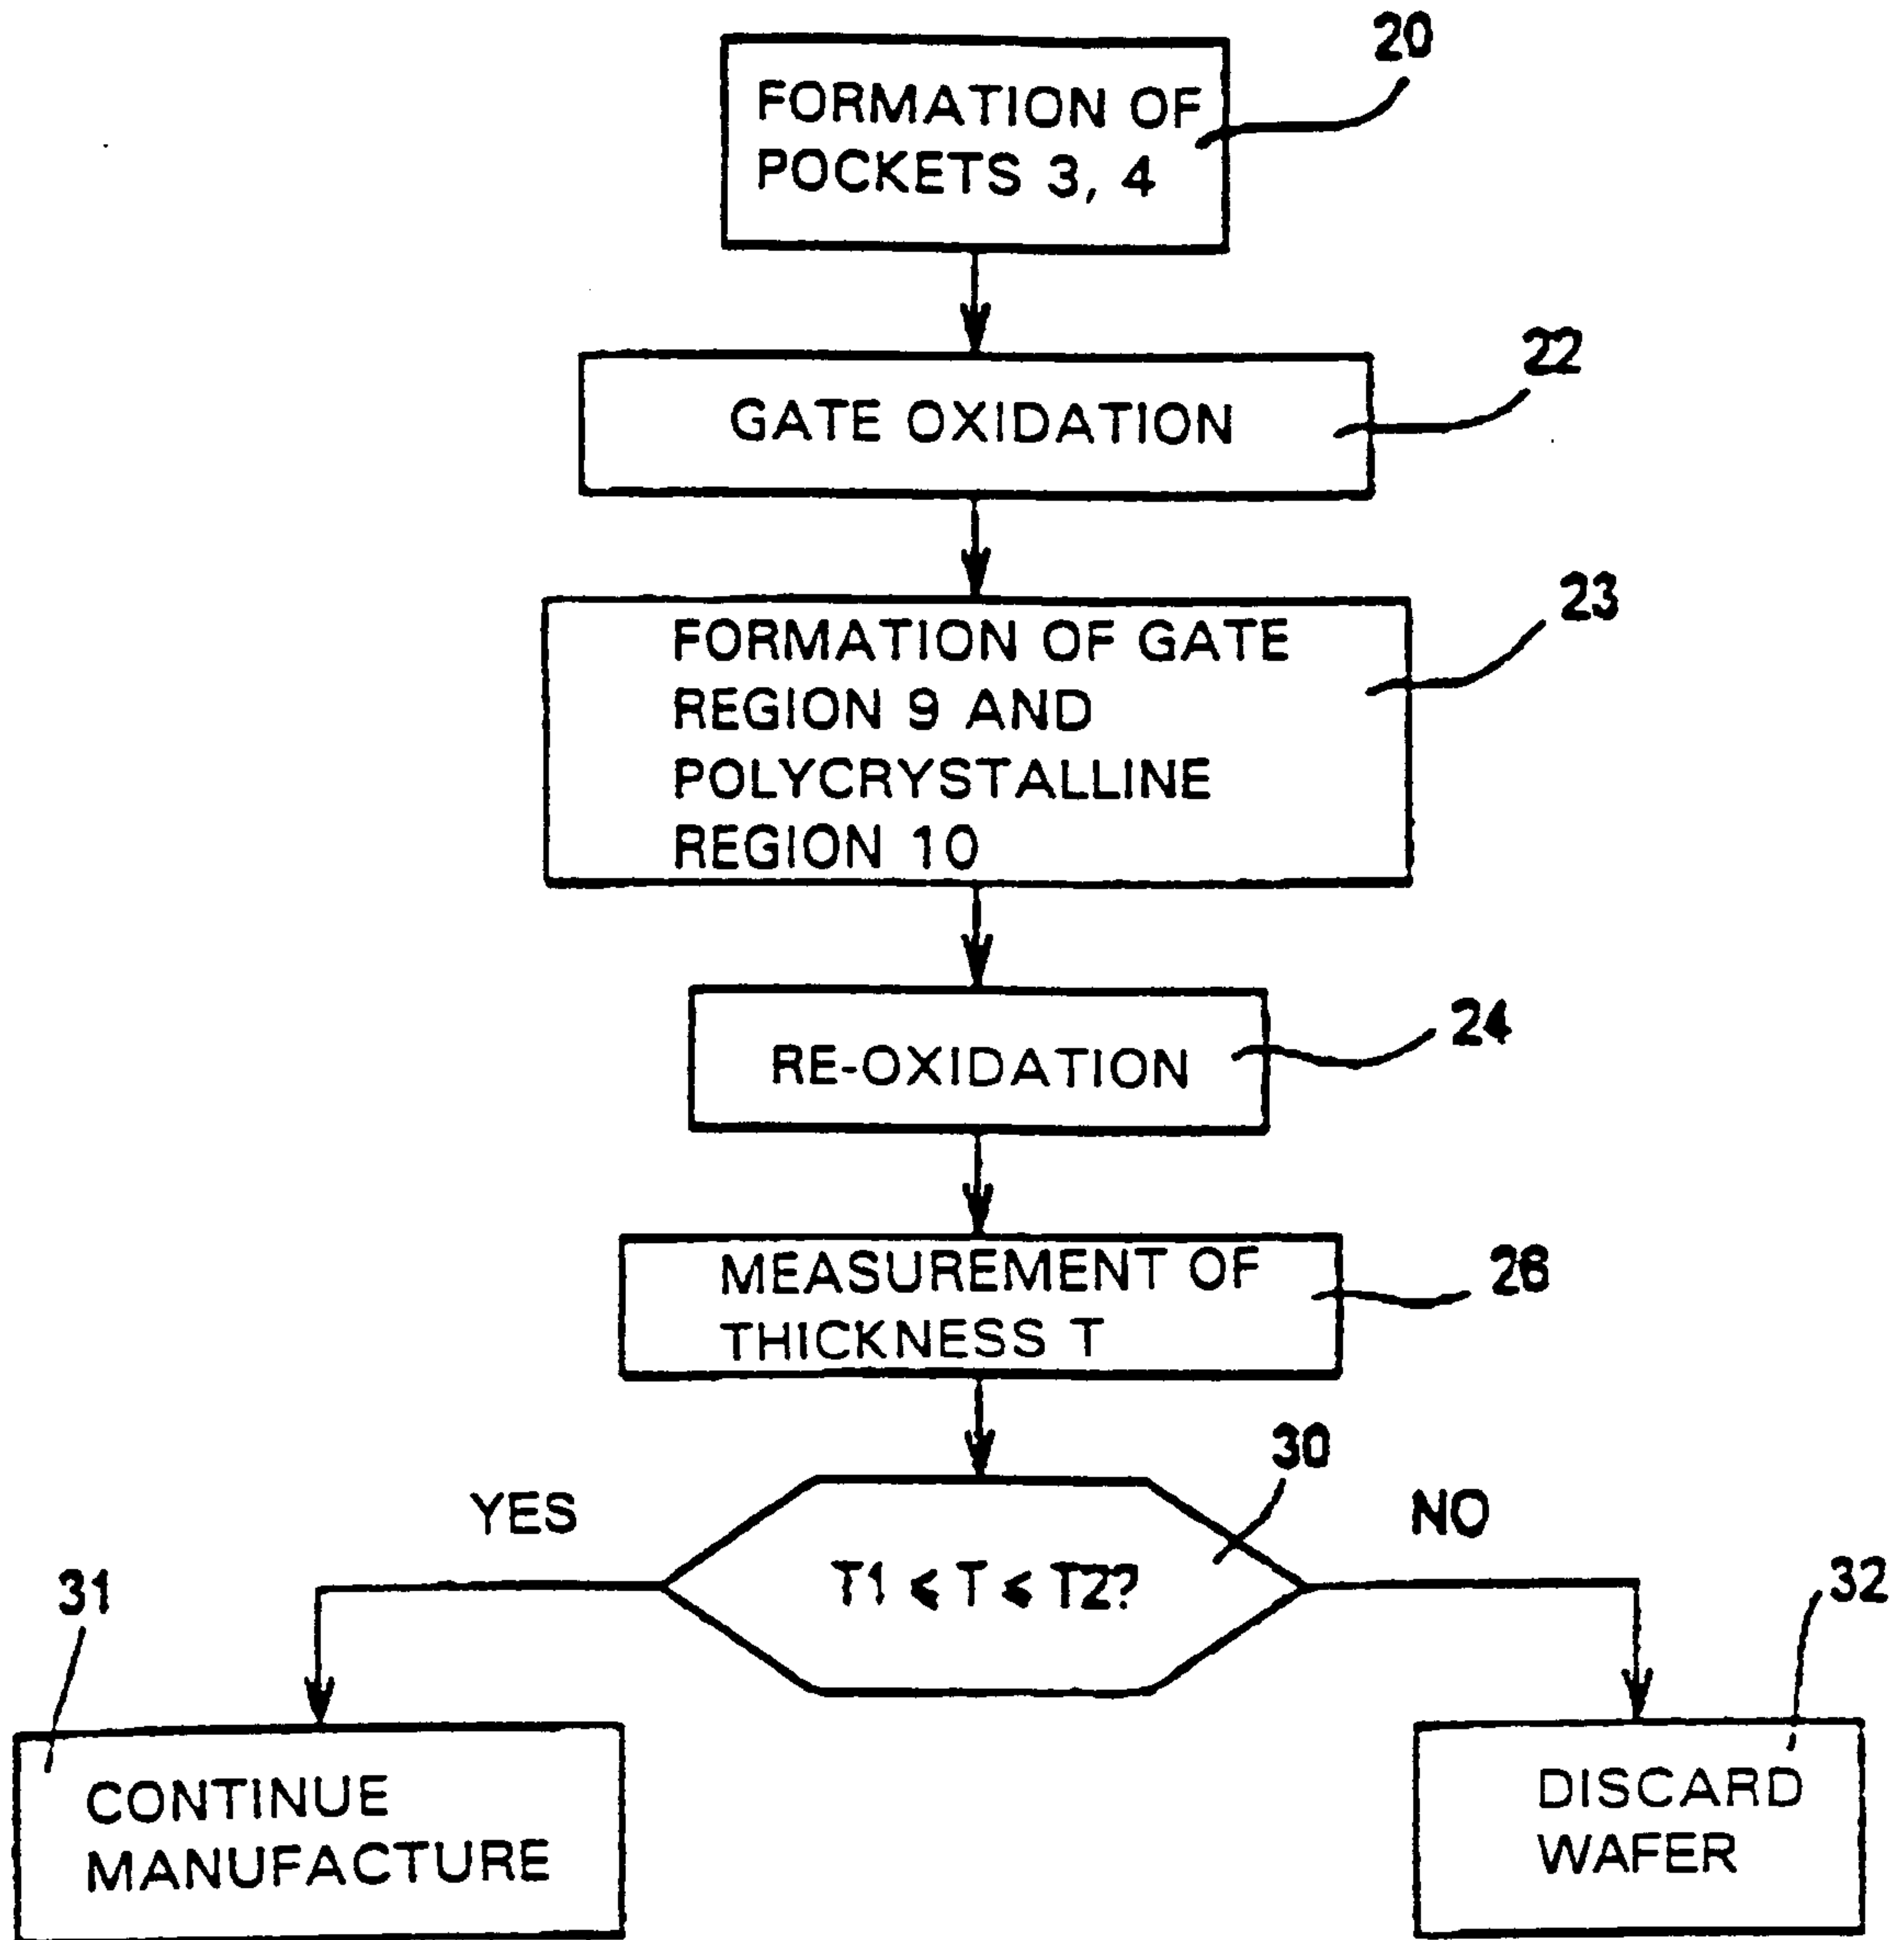 20
FORMATION OF
POCKETS 3, 4
22
GATE OXIDATION
23
FORMATION OF GATE
REGION 9 AND
POLYCRYSTALLINE
REGION 10
24
RE-OXIDATION
MEASUREMENT OF
THICKNESS T
30
YES
NO
T1 ≤ T ≤ T2?
31
32
CONTINUE
MANUFACTURE
DISCARD
WAFER